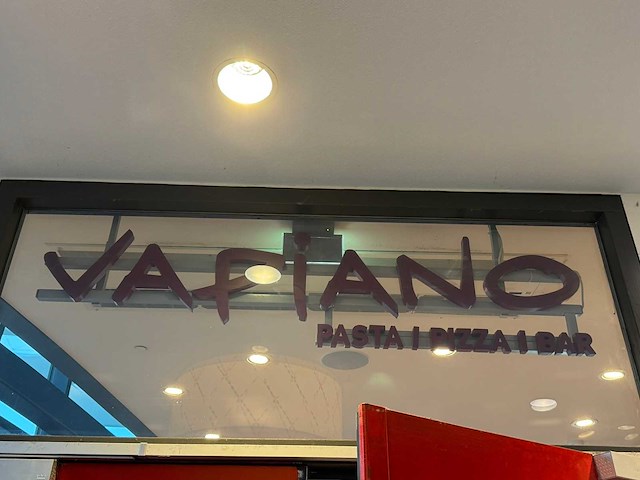 VAPiANO
PASTA | PIZZA | BAR